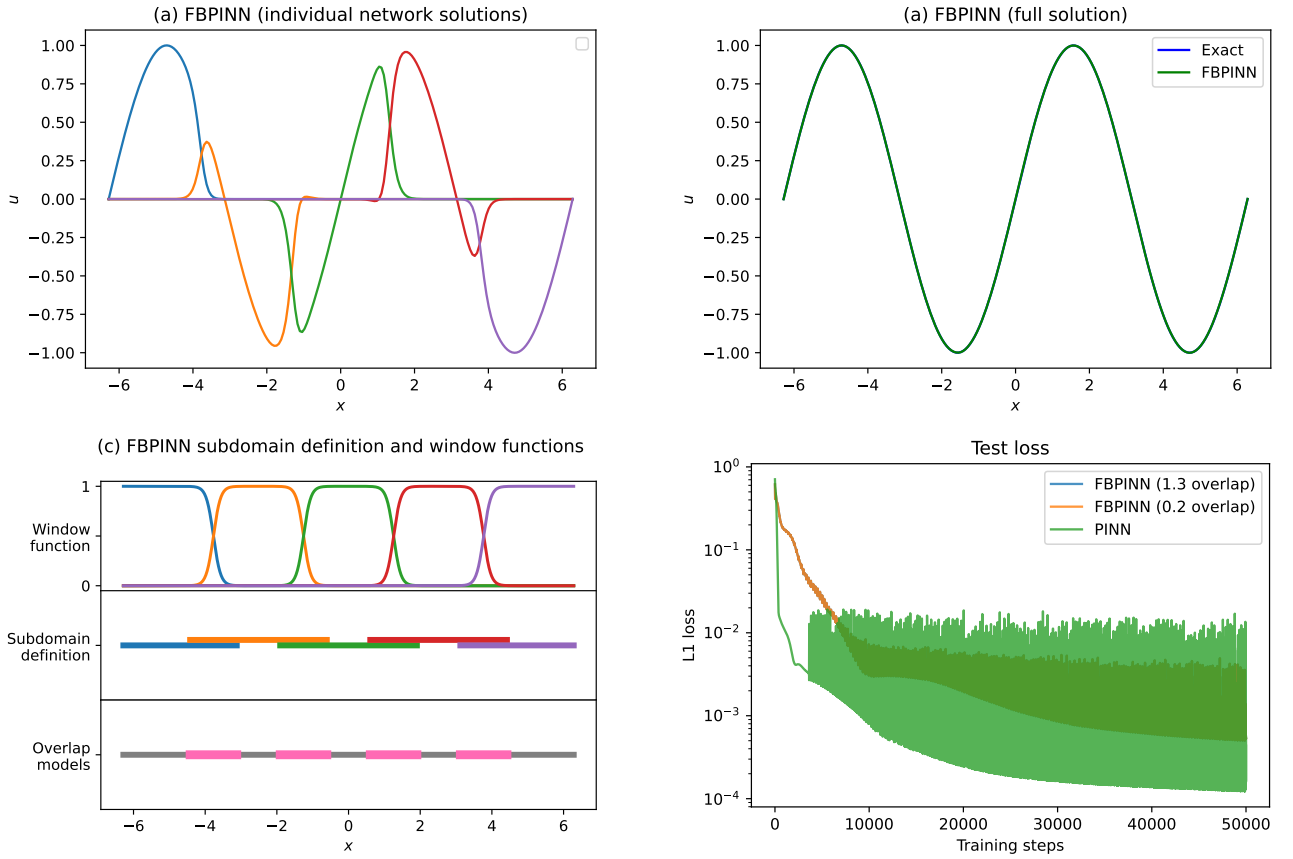 (a) FBPINN (individual network solutions)
1.00
0.75
0.50
0.25
0.00
−0.25
−0.50
−0.75
−1.00
u
−6 −4 −2 0 2 4 6
x
(a) FBPINN (full solution)
Exact
FBPINN
1.00
0.75
0.50
0.25
0.00
−0.25
−0.50
−0.75
−1.00
u
−6 −4 −2 0 2 4 6
x
(c) FBPINN subdomain definition and window functions
1
Window
function
0
Subdomain
definition
Overlap
models
−6 −4 −2 0 2 4 6
x
Test loss
FBPINN (1.3 overlap)
FBPINN (0.2 overlap)
PINN
10⁰
10⁻¹
10⁻²
10⁻³
10⁻⁴
L1 loss
0 10000 20000 30000 40000 50000
Training steps